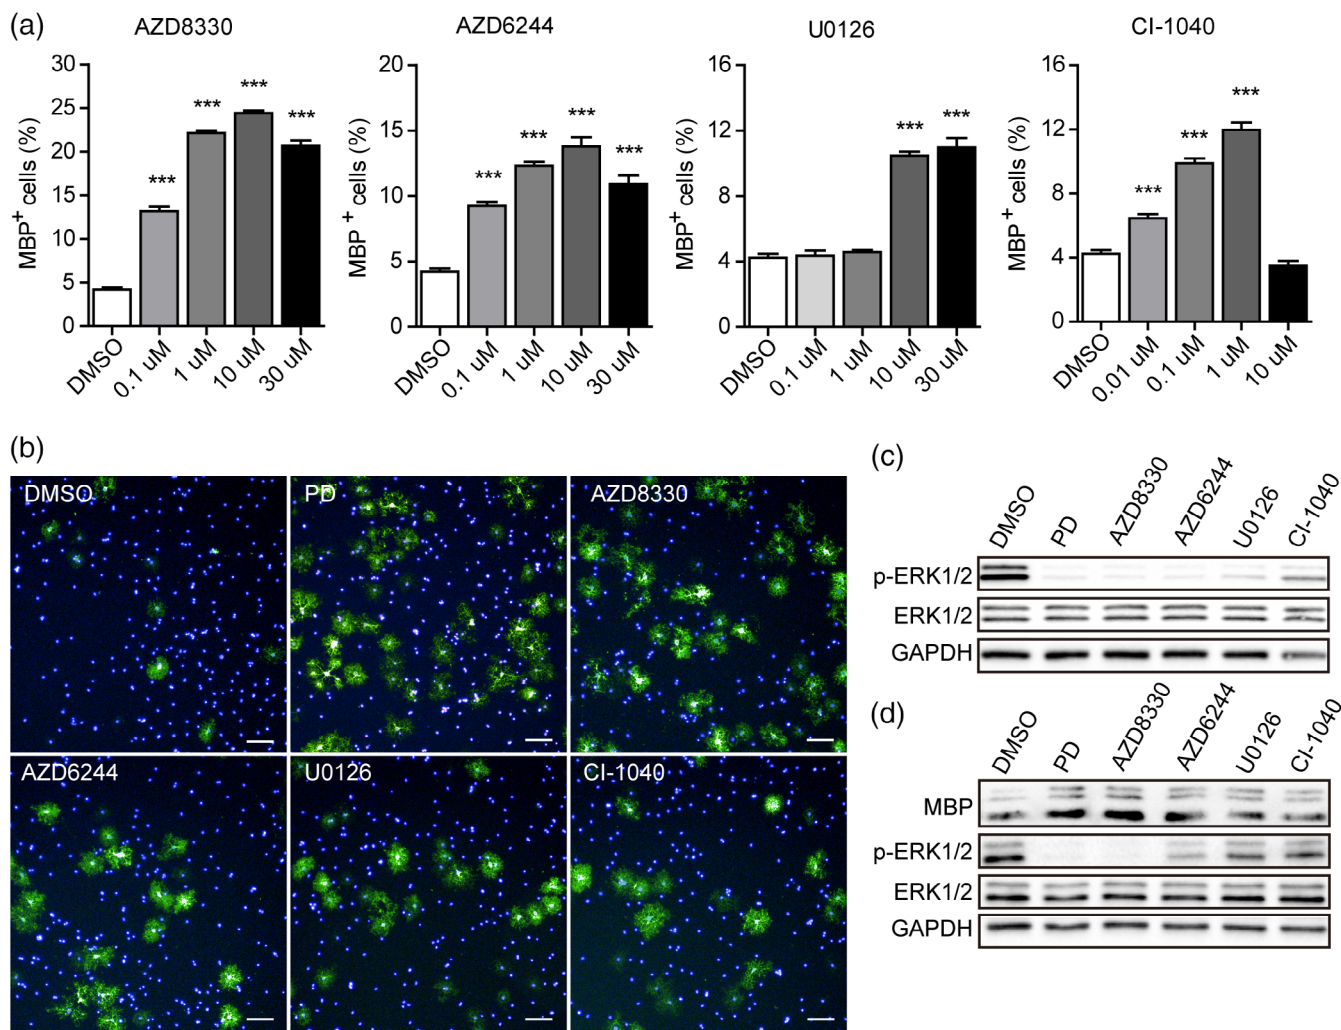 (a)
AZD8330
AZD6244
U0126
CI-1040
MBP+ cells (%)
30
25
20
15
10
5
0
***
***
***
***
DMSO
0.1 uM
1 uM
10 uM
30 uM
MBP + cells (%)
20
15
10
5
0
***
***
***
***
DMSO
0.1 uM
1 uM
10 uM
30 uM
MBP+ cells (%)
16
12
8
4
0
***
***
DMSO
0.1 uM
1 uM
10 uM
30 uM
MBP+ cells (%)
16
12
8
4
0
***
***
***
DMSO
0.01 uM
0.1 uM
1 uM
10 uM
(b)
DMSO
PD
AZD8330
AZD6244
U0126
CI-1040
(c)
DMSO
PD
AZD8330
AZD6244
U0126
CI-1040
p-ERK1/2
ERK1/2
GAPDH
(d)
DMSO
PD
AZD8330
AZD6244
U0126
CI-1040
MBP
p-ERK1/2
ERK1/2
GAPDH